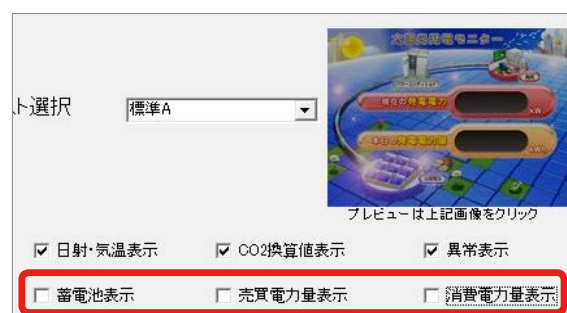 太陽光発電モニター
ト選択
標準A
現在の発電電力
kW
本日の発電電力量
kWh
プレビューは上記画像をクリック
日射・気温表示
CO2換算値表示
異常表示
蓄電池表示
売買電力量表示
消費電力量表示